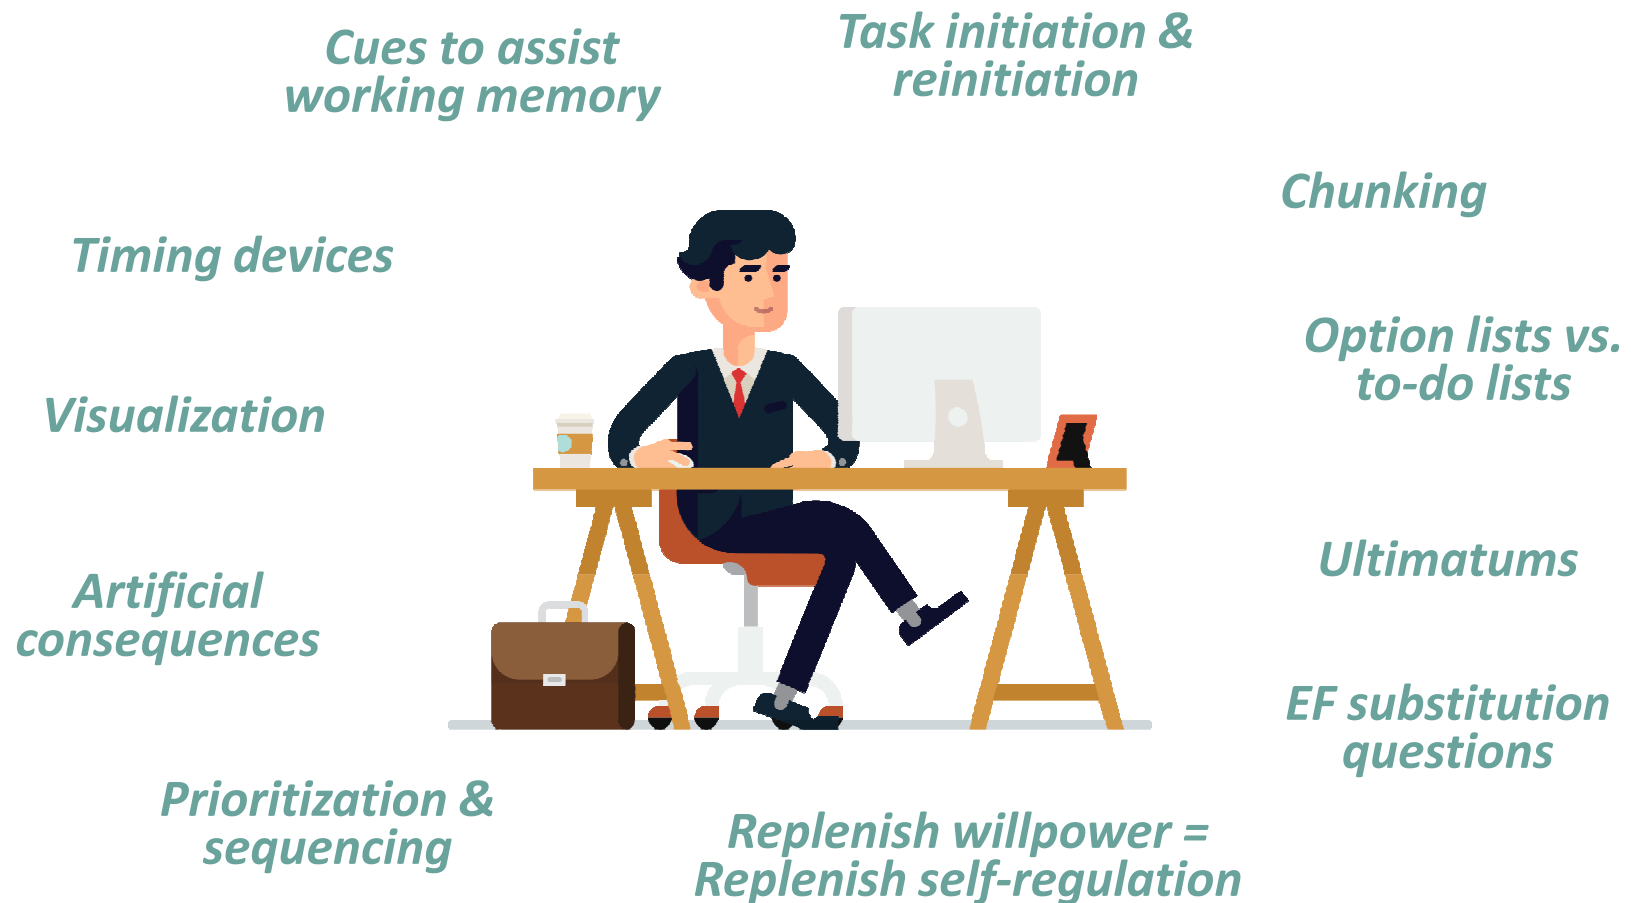 Cues to assist
working memory
Task initiation &
reinitiation
Chunking
Timing devices
Option lists vs.
to-do lists
Visualization
Ultimatums
Artificial
consequences
EF substitution
questions
Prioritization &
sequencing
Replenish willpower =
Replenish self-regulation